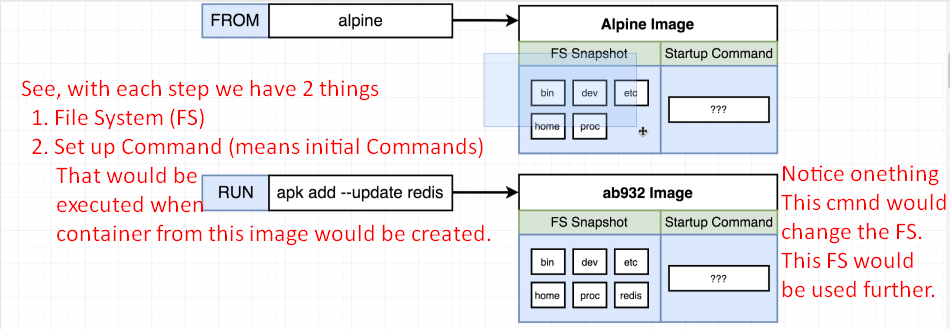 FROM alpine
Alpine Image
FS Snapshot Startup Command
bin dev etc
???
home proc
See, with each step we have 2 things
1. File System (FS)
2. Set up Command (means initial Commands)
That would be
executed when
container from this image would be created.
RUN apk add --update redis
ab932 Image
FS Snapshot Startup Command
bin dev etc
???
home proc redis
Notice onething
This cmnd would
change the FS.
This FS would
be used further.